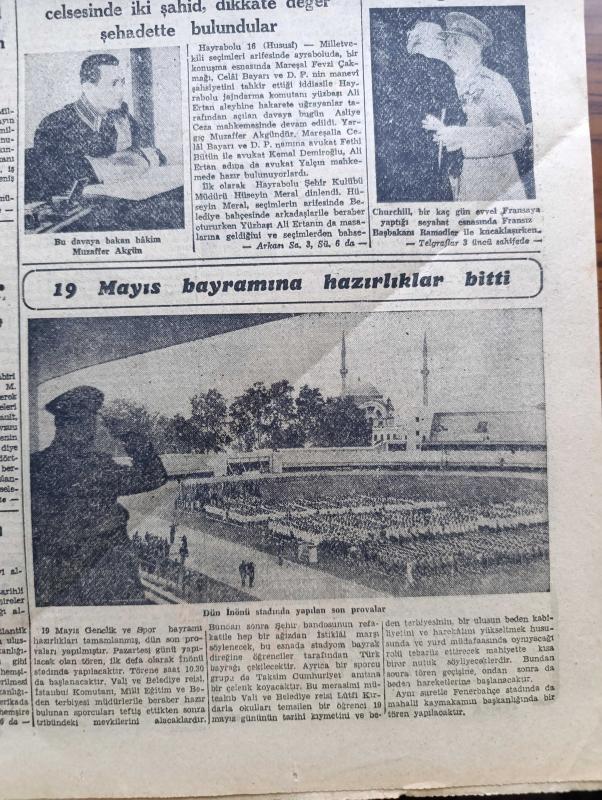 celsesinde iki şahid, dikkate değer
şehadette bulundular
Hayrabolu 16 (Hususî) — Milletve-
kili seçimleri arifesinde ayraboluda, bir
konuşma esnasında Mareşal Fevzi Çak-
mağı, Celâl Bayarı ve D. P. nin manevî
şahsiyetini tahkir ettiği iddiasile Hay-
rabolu jandarma komutanı yüzbaşı Ali
Ertan aleyhine hakarete uğrayanlar ta-
rafından açılan davaya bugün Asliye
Ceza mahkemesinde devam edildi. Yar-
gıç Muzaffer Akgündür. Mareşalla Ce-
lâl Bayarı ve D. P. namına avukat Fethi
Bütün ile avukat Kemal Demiroğlu, Ali
Ertan adına da avukat Yalçın mahke-
mede hazır bulunuyorlardı.
İlk olarak Hayrabolu Şehir Kulübü
Müdürü Hüseyin Meral dinlendi. Hü-
seyin Meral, seçimlerin arifesinde Be-
lediye bahçesinde arkadaşlarile beraber
otururken Yüzbaşı Ali Ertanın da masa-
larına geldiğini ve seçimlerden bahse-
— Arkası Sa. 3, Sü. 6 da —
Bu davaya bakan hâkim
Muzaffer Akgün
Churchill, bir kaç gün evvel Fransaya
yaptığı seyahat esnasında Fransız
Başbakanı Ramadier ile kucaklaşırken.
— Telgraflar 3 üncü sahifede —
19 Mayıs bayramına hazırlıklar bitti
Dün İnönü stadında yapılan son provalar
19 Mayıs Gençlik ve Spor bayramı
hazırlıkları tamamlanmış, dün son pro-
valar yapılmıştır. Pazartesi günü yapı-
lacak olan tören, ilk defa olarak İnönü
stadında yapılacaktır. Törene saat 10.30
da başlanacaktır. Vali ve Belediye reisi,
İstanbul Komutanı, Millî Eğitim ve Be-
den terbiyesi müdürlerile beraber hazır
bulunan sporcuları teftiş ettikten sonra
tribündeki mevkilerini alacaklardır.
Bundan sonra Şehir bandosunun refa-
katile hep bir ağızdan İstiklâl marşı
söylenecek, bu esnada stadyom bayrak
direğine öğrenciler tarafından Türk
bayrağı çekilecektir. Ayrıca bir sporcu
grupu da Taksim Cumhuriyet anıtına
bir çelenk koyacaktır. Bu merasimi mü-
teakıb Vali ve Belediye reisi Lûtfi Kır-
darla okulları temsilen bir öğrenci 19
mayıs gününün tarihî kıymetini ve be-
den terbiyesinin, bir ulusun beden kabi-
liyetini ve harekâtını yükseltmek husu-
sunda ve yurd müdafaasında oynıyacağı
rolü tebarüz ettirecek mahiyette kısa
birer nutuk söyliyeceklerdir. Bundan
sonra tören geçişine, ondan sonra da
beden hareketlerine başlanacaktır.
Aynı suretle Fenerbahçe stadında da
mahallî kaymakamın başkanlığında bir
tören yapılacaktır.